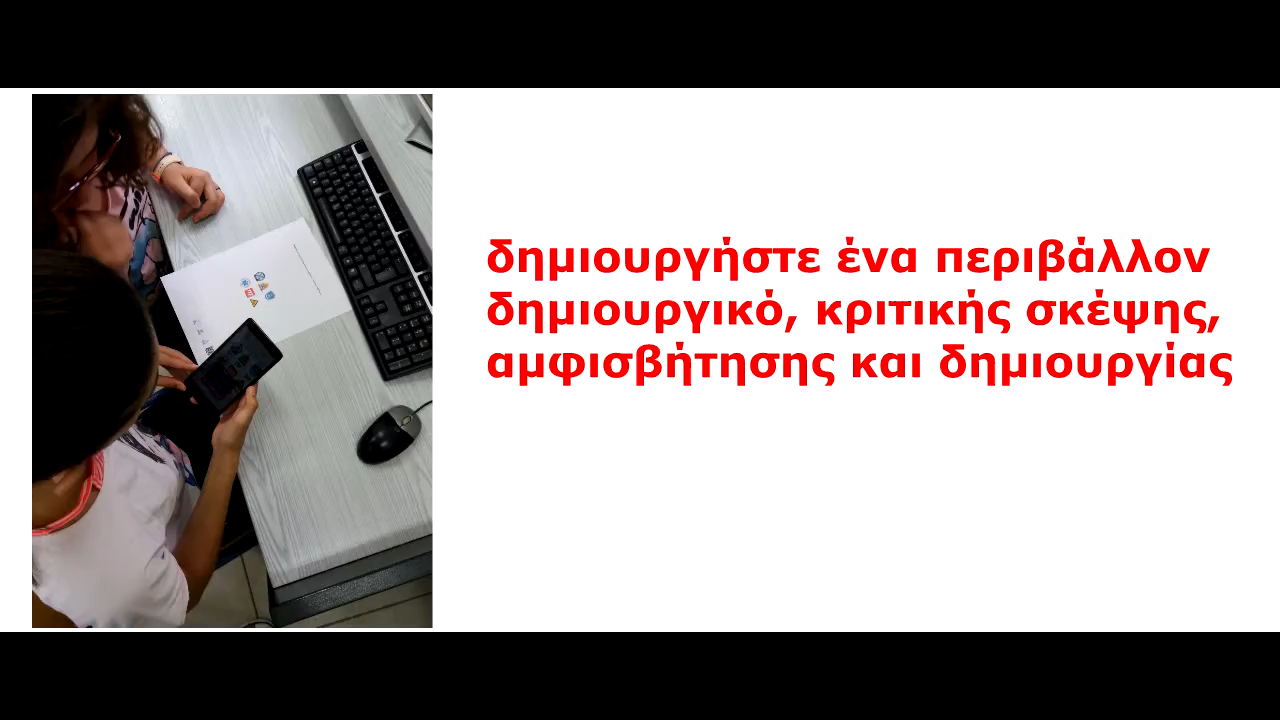 δημιουργήστε ένα περιβάλλον
δημιουργικό, κριτικής σκέψης,
αμφισβήτησης και δημιουργίας